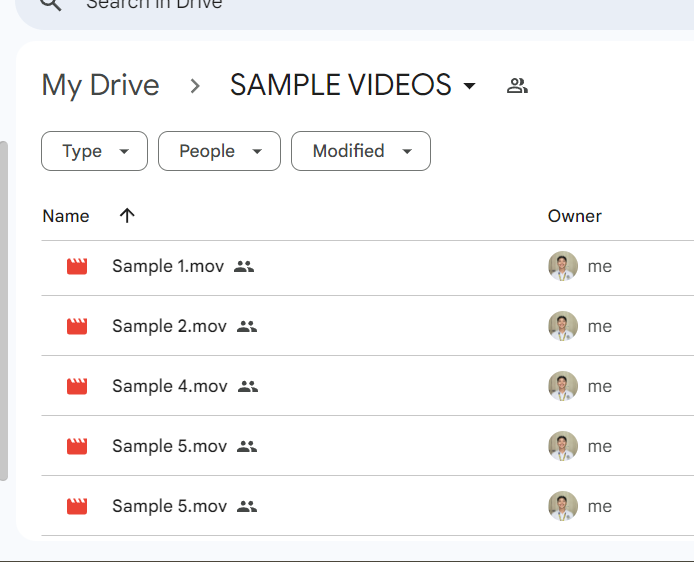 Search in Drive
My Drive > SAMPLE VIDEOS
Type People Modified
Name Owner
Sample 1.mov me
Sample 2.mov me
Sample 4.mov me
Sample 5.mov me
Sample 5.mov me